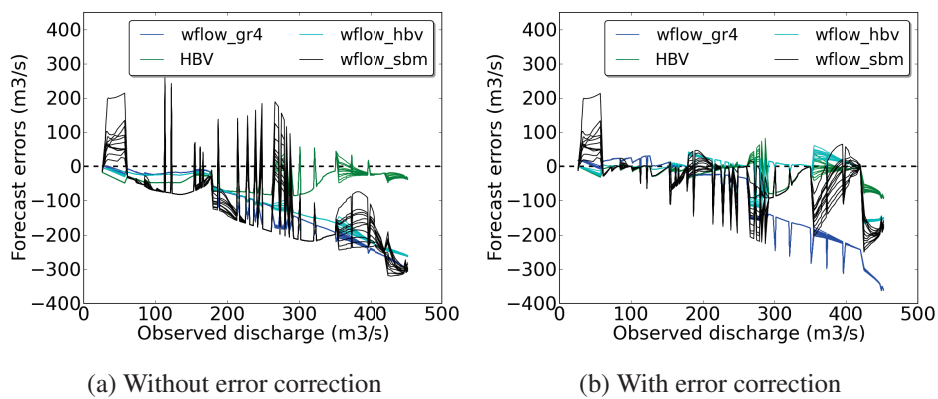 400
300
200
100
0
−100
−200
−300
−400
Forecast errors (m3/s)
wflow_gr4
HBV
wflow_hbv
wflow_sbm
0 100 200 300 400 500
Observed discharge (m3/s)
(a) Without error correction
400
300
200
100
0
−100
−200
−300
−400
Forecast errors (m3/s)
wflow_gr4
HBV
wflow_hbv
wflow_sbm
0 100 200 300 400 500
Observed discharge (m3/s)
(b) With error correction